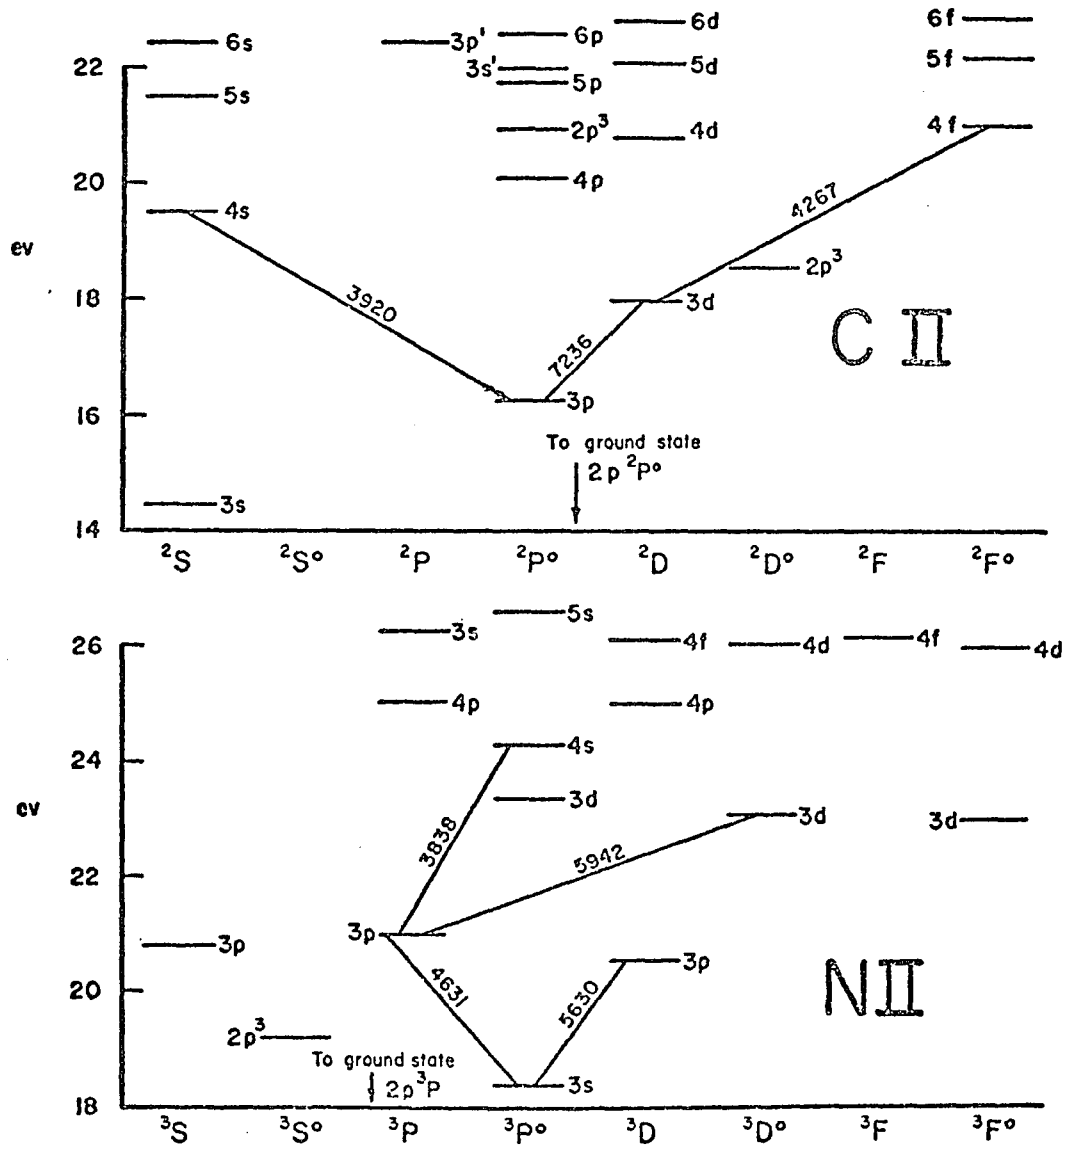 6s 3p' 6p 6d 6f
22 3s' 5p 5d 5f
5s 2p³ 4d 4f
20 4p
4s 4267
ev 2p³
3920 18 3d
7236 C II
16 3p
To ground state
2p ²P°
3s
14
²S ²S° ²P ²P° ²D ²D° ²F ²F°
5s
26 3s 4f 4d 4f 4d
4p 4p
24 4s
ev 3d
3838 5942 3d 3d
22
3p 3p
4631 5630 3p N II
20
2p³
To ground state
2p ³P 3s
18
³S ³S° ³P ³P° ³D ³D° ³F ³F°